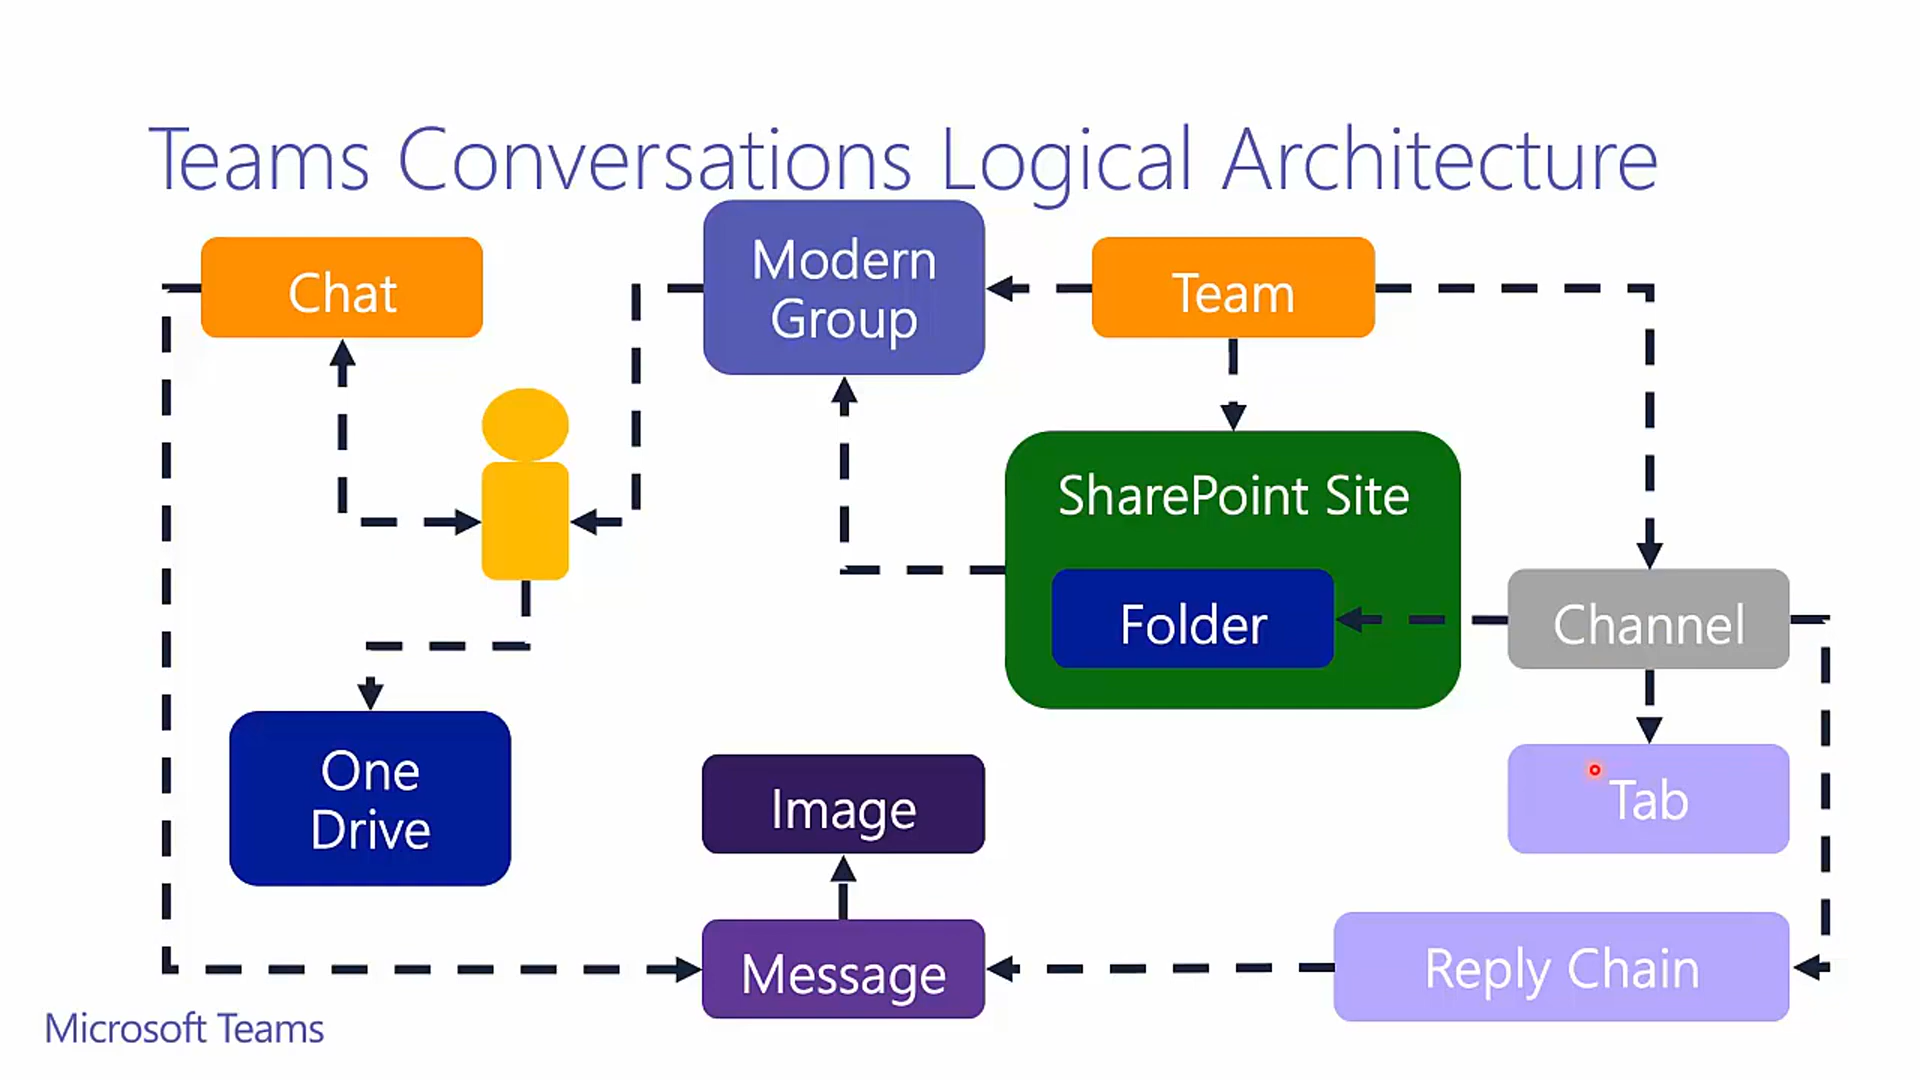 Teams Conversations Logical Architecture
Chat
Modern
Group
Team
SharePoint Site
Folder
Channel
One
Drive
Image
Tab
Message
Reply Chain
Microsoft Teams